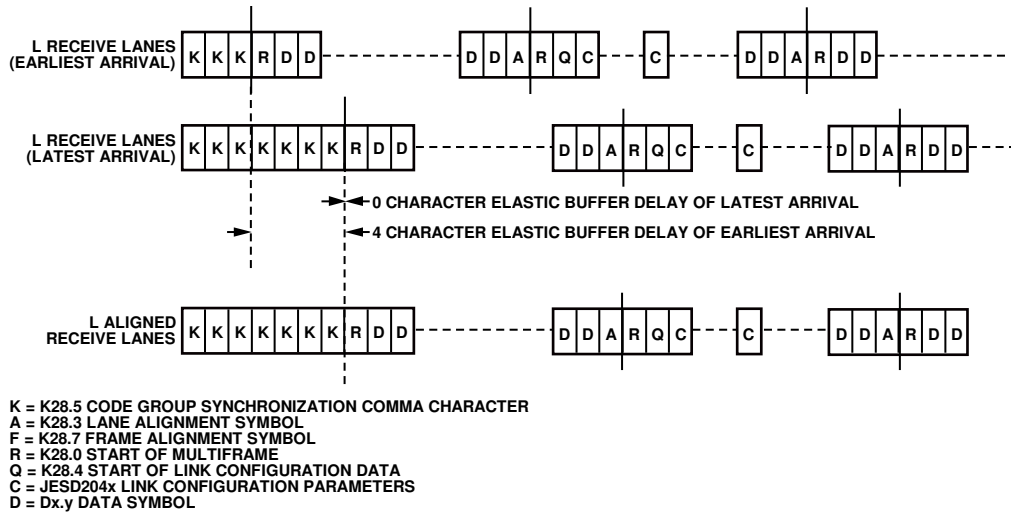 L RECEIVE LANES
(EARLIEST ARRIVAL)
K K K R D D
D D A R Q C
C
D D A R D D
L RECEIVE LANES
(LATEST ARRIVAL)
K K K K K K K R D D
D D A R Q C
C
D D A R D D
0 CHARACTER ELASTIC BUFFER DELAY OF LATEST ARRIVAL
4 CHARACTER ELASTIC BUFFER DELAY OF EARLIEST ARRIVAL
L ALIGNED
RECEIVE LANES
K K K K K K K R D D
D D A R Q C
C
D D A R D D
K = K28.5 CODE GROUP SYNCHRONIZATION COMMA CHARACTER
A = K28.3 LANE ALIGNMENT SYMBOL
F = K28.7 FRAME ALIGNMENT SYMBOL
R = K28.0 START OF MULTIFRAME
Q = K28.4 START OF LINK CONFIGURATION DATA
C = JESD204x LINK CONFIGURATION PARAMETERS
D = Dx.y DATA SYMBOL